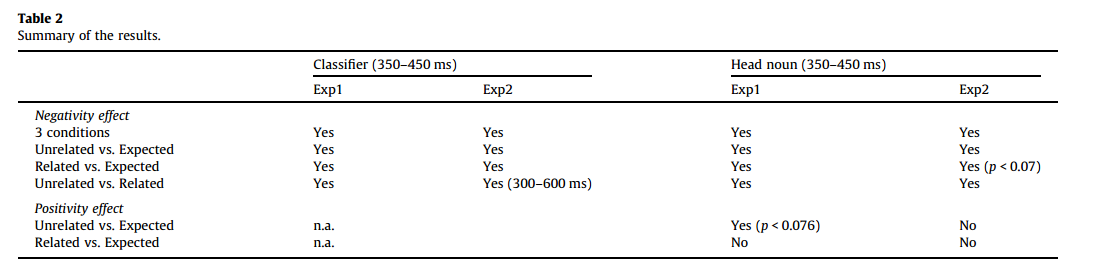 Table 2
Summary of the results.
Classifier (350–450 ms) Head noun (350–450 ms)
Exp1 Exp2 Exp1 Exp2
Negativity effect
3 conditions Yes Yes Yes Yes
Unrelated vs. Expected Yes Yes Yes Yes
Related vs. Expected Yes Yes Yes Yes (p < 0.07)
Unrelated vs. Related Yes Yes (300–600 ms) Yes Yes
Positivity effect
Unrelated vs. Expected n.a. Yes (p < 0.076) No
Related vs. Expected n.a. No No